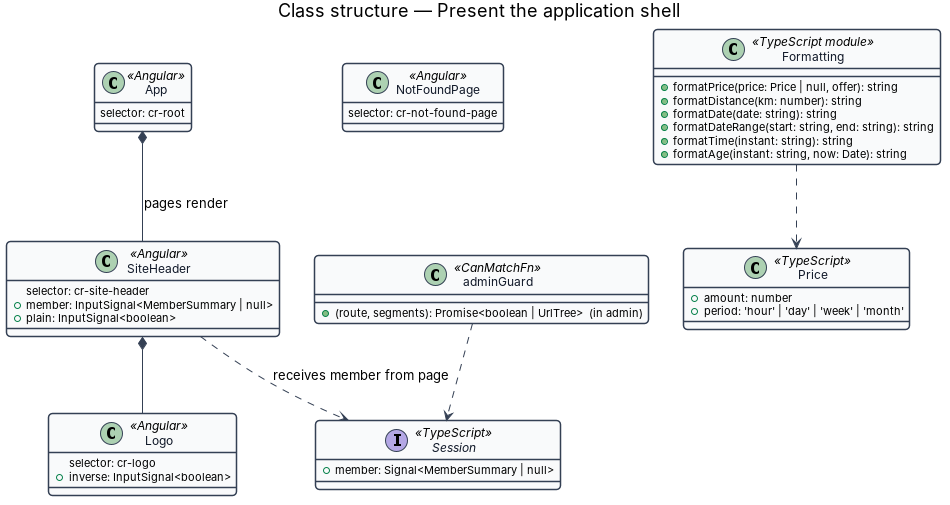 Class structure — Present the application shell
«Angular»
App
selector: cr-root
«Angular»
NotFoundPage
selector: cr-not-found-page
«TypeScript module»
Formatting
formatPrice(price: Price | null, offer): string
formatDistance(km: number): string
formatDate(date: string): string
formatDateRange(start: string, end: string): string
formatTime(instant: string): string
formatAge(instant: string, now: Date): string
pages render
«Angular»
SiteHeader
selector: cr-site-header
member: InputSignal<MemberSummary | null>
plain: InputSignal<boolean>
«CanMatchFn»
adminGuard
(route, segments): Promise<boolean | UrlTree> (in admin)
«TypeScript»
Price
amount: number
period: 'hour' | 'day' | 'week' | 'month'
receives member from page
«Angular»
Logo
selector: cr-logo
inverse: InputSignal<boolean>
«TypeScript»
Session
member: Signal<MemberSummary | null>